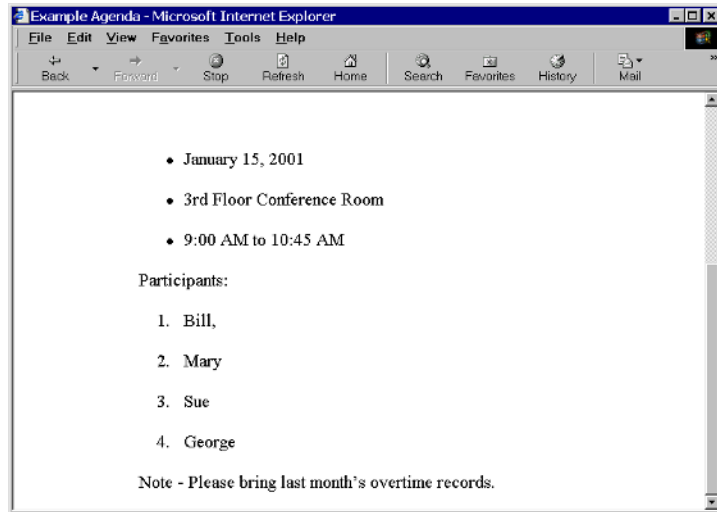 Example Agenda - Microsoft Internet Explorer
File Edit View Favorites Tools Help
Back Forward Stop Refresh Home Search Favorites History Mail »
• January 15, 2001
• 3rd Floor Conference Room
• 9:00 AM to 10:45 AM
Participants:
1. Bill,
2. Mary
3. Sue
4. George
Note - Please bring last month's overtime records.